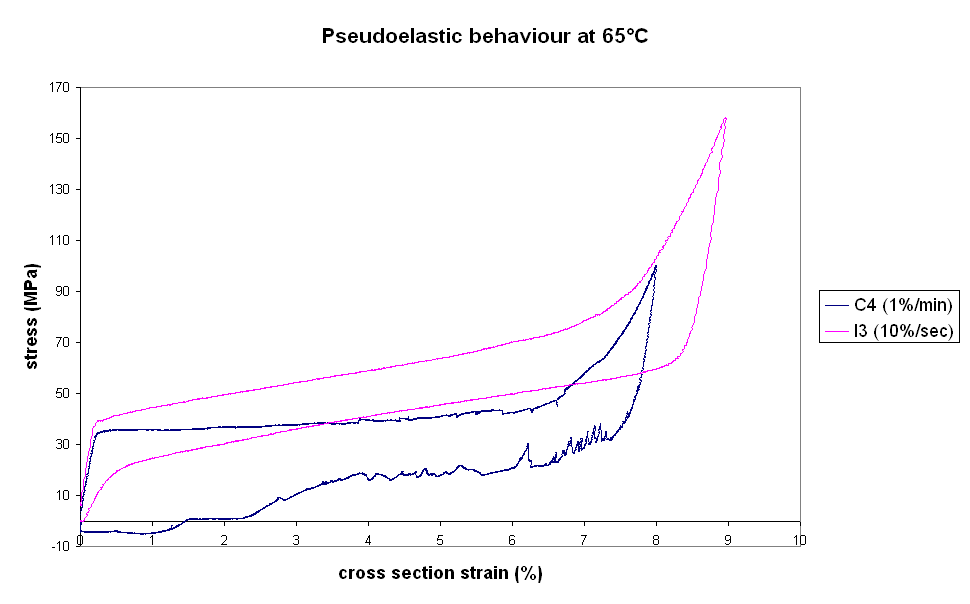 Pseudoelastic behaviour at 65°C
170
150
130
110
90
70
50
30
10
-10
stress (MPa)
0 1 2 3 4 5 6 7 8 9 10
cross section strain (%)
C4 (1%/min)
I3 (10%/sec)